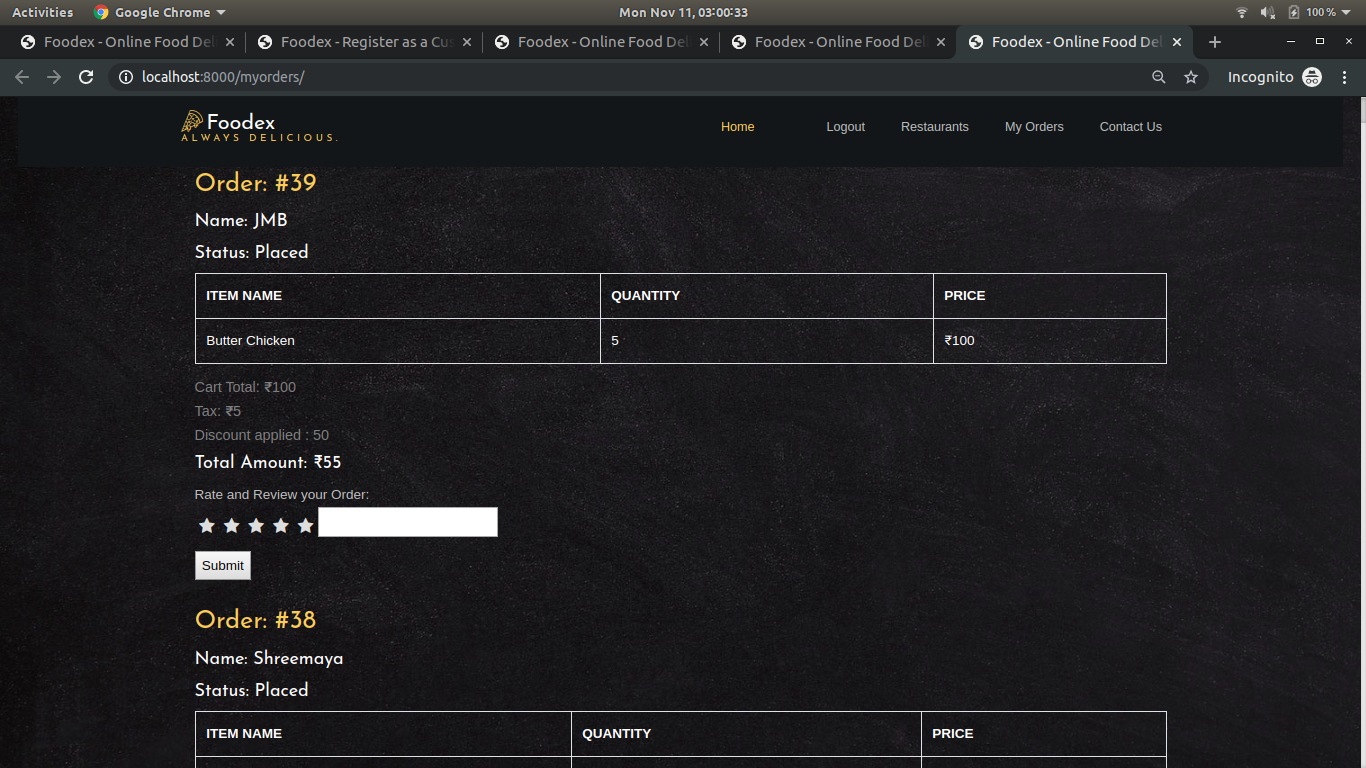 Activities Google Chrome Mon Nov 11, 03:00:33 100%
Foodex - Online Food Del Foodex - Register as a Cus Foodex - Online Food Del Foodex - Online Food Del Foodex - Online Food Del
localhost:8000/myorders/ Incognito
Foodex
ALWAYS DELICIOUS.
Home Logout Restaurants My Orders Contact Us
Order: #39
Name: JMB
Status: Placed
ITEM NAME QUANTITY PRICE
Butter Chicken 5 ₹100
Cart Total: ₹100
Tax: ₹5
Discount applied : 50
Total Amount: ₹55
Rate and Review your Order:
Submit
Order: #38
Name: Shreemaya
Status: Placed
ITEM NAME QUANTITY PRICE